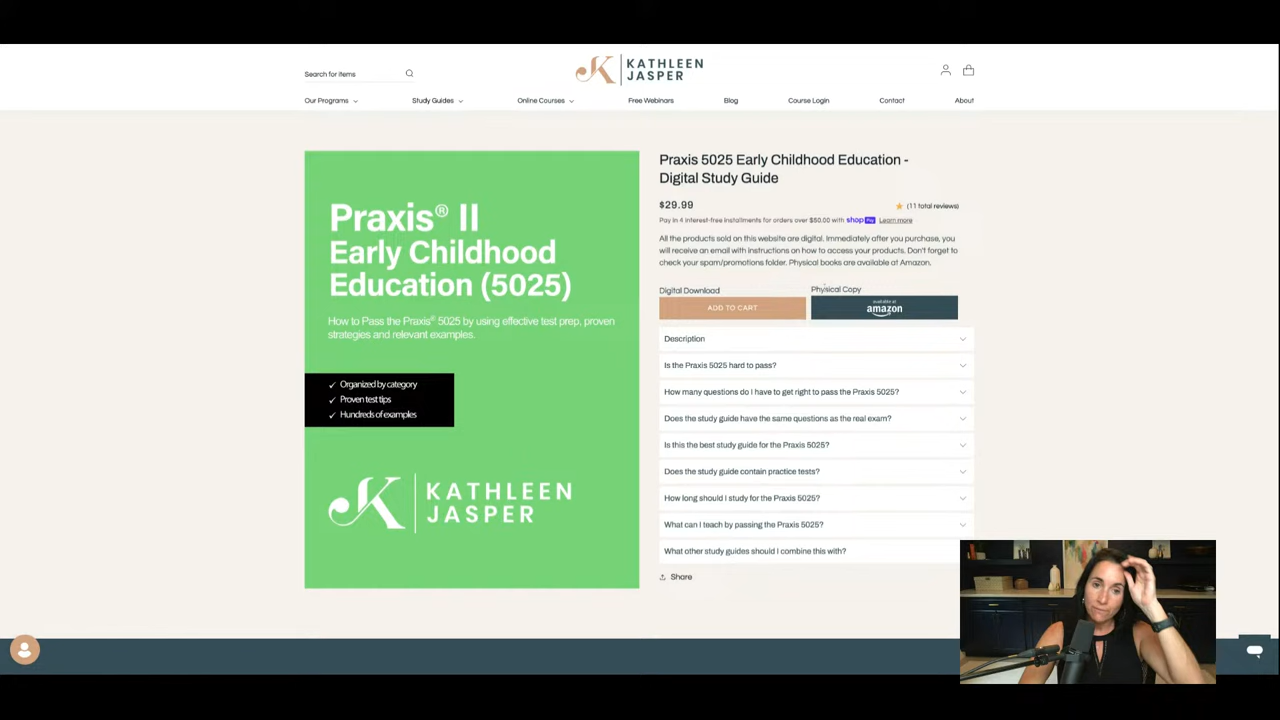 Search for items
KATHLEEN
JASPER
Our Programs
Study Guides
Online Courses
Free Webinars
Blog
Course Login
Contact
About
Praxis® II
Early Childhood
Education (5025)
How to Pass the Praxis® 5025 by using effective test prep, proven
strategies and relevant examples.
✓ Organized by category
✓ Proven test tips
✓ Hundreds of examples
KATHLEEN
JASPER
Praxis 5025 Early Childhood Education -
Digital Study Guide
$29.99
(11 total reviews)
Pay in 4 interest-free installments for orders over $50.00 with shop Pay Learn more
All the products sold on this website are digital. Immediately after you purchase, you
will receive an email with instructions on how to access your products. Don't forget to
check your spam/promotions folder. Physical books are available at Amazon.
Digital Download
Physical Copy
ADD TO CART
available at
amazon
Description
Is the Praxis 5025 hard to pass?
How many questions do I have to get right to pass the Praxis 5025?
Does the study guide have the same questions as the real exam?
Is this the best study guide for the Praxis 5025?
Does the study guide contain practice tests?
How long should I study for the Praxis 5025?
What can I teach by passing the Praxis 5025?
What other study guides should I combine this with?
Share